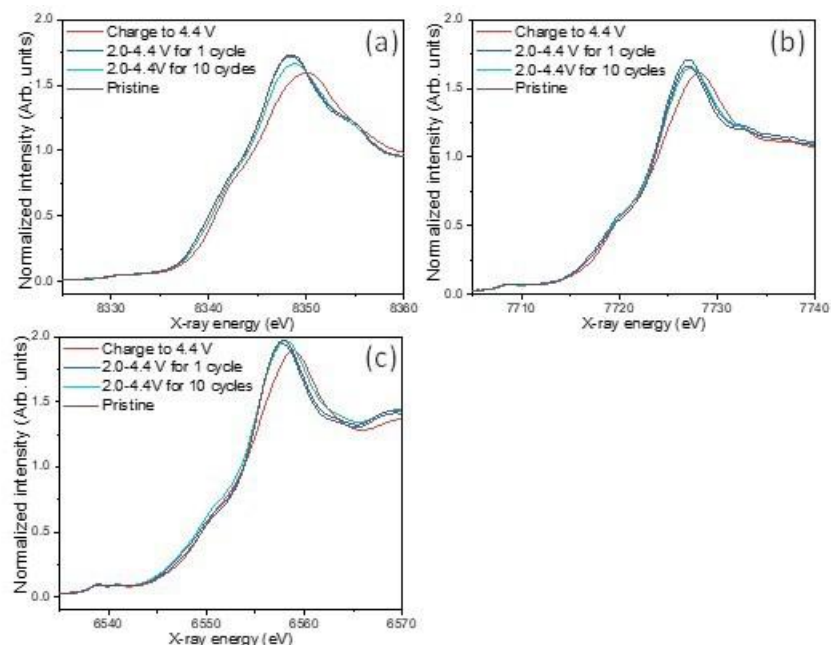 Charge to 4.4 V
2.0-4.4 V for 1 cycle
2.0-4.4V for 10 cycles
Pristine
(a)
Normalized intensity (Arb. units)
2.0
1.5
1.0
0.5
0.0
8330 8340 8350 8360
X-ray energy (eV)
Charge to 4.4 V
2.0-4.4 V for 1 cycle
2.0-4.4V for 10 cycles
Pristine
(b)
Normalized intensity (Arb. units)
2.0
1.5
1.0
0.5
0.0
7710 7720 7730 7740
X-ray energy (eV)
Charge to 4.4 V
2.0-4.4V for 1 cycle
2.0-4.4V for 10 cycles
Pristine
(c)
Normalized intensity (Arb. units)
2.0
1.5
1.0
0.5
0.0
6540 6550 6560 6570
X-ray energy (eV)